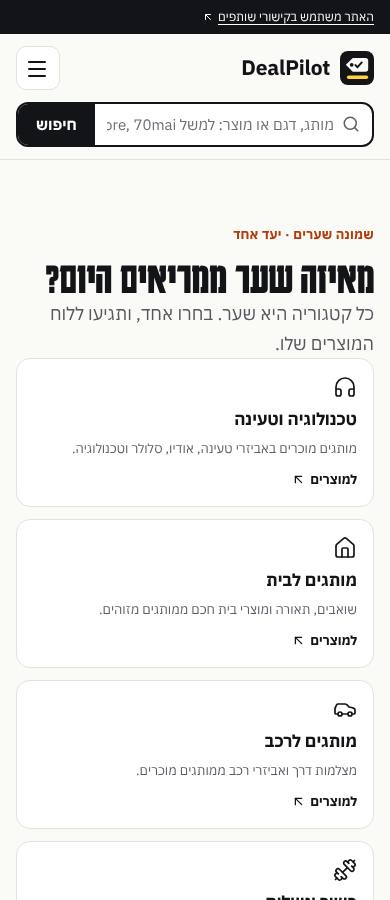 האתר משתמש בקישורי שותפים
DealPilot
מותג, דגם או מוצר: למשל ore, 70mai
חיפוש
שמונה שערים · יעד אחד
מאיזה שער ממריאים היום?
כל קטגוריה היא שער. בחרו אחד, ותגיעו ללוח
המוצרים שלו.
טכנולוגיה וטעינה
מותגים מוכרים באביזרי טעינה, אודיו, סלולר וטכנולוגיה.
למוצרים
מותגים לבית
שואבים, תאורה ומוצרי בית חכם ממותגים מזוהים.
למוצרים
מותגים לרכב
מצלמות דרך ואביזרי רכב ממותגים מוכרים.
למוצרים